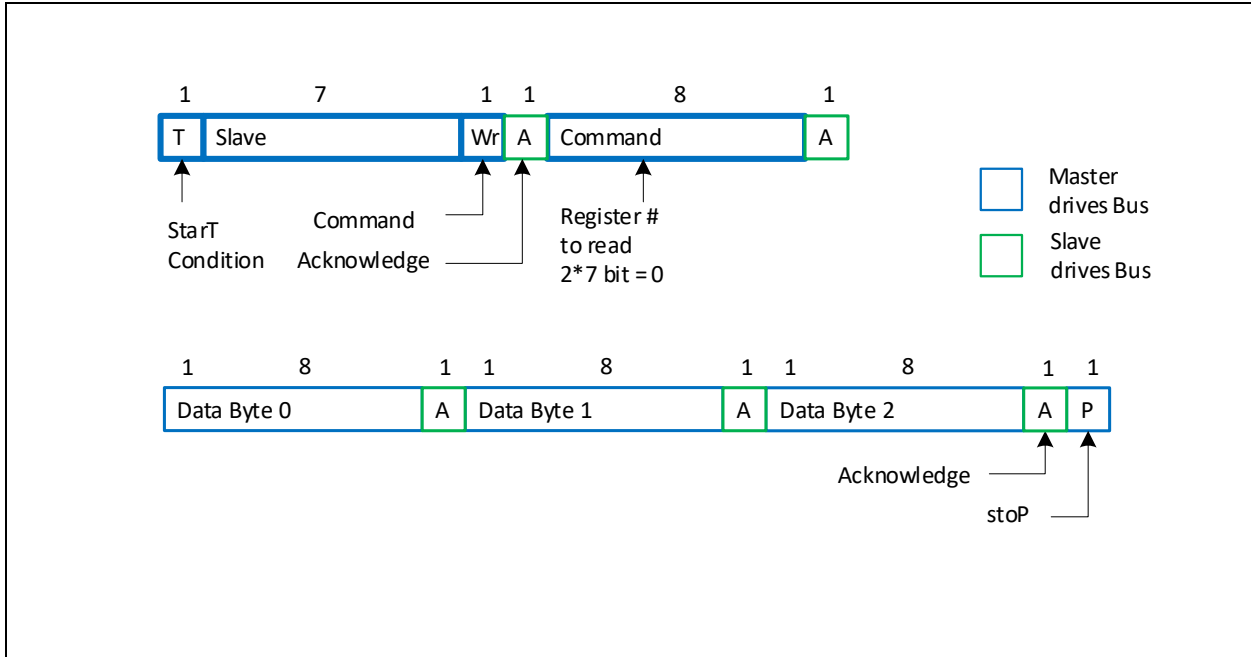 1 7 1 1 8 1
T Slave Wr A Command A
StarT
Condition
Command
Acknowledge
Register #
to read
2*7 bit = 0
Master
drives Bus
Slave
drives Bus
1 8 1 1 8 1 1 8 1 1
Data Byte 0 A Data Byte 1 A Data Byte 2 A P
Acknowledge
stoP